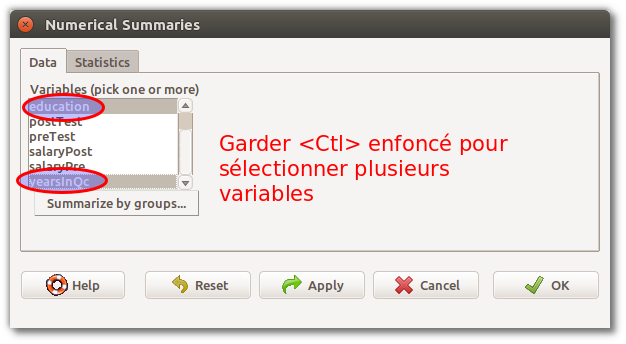 Numerical Summaries
Data Statistics
Variables (pick one or more)
education
postTest
preTest
salaryPost
salaryPre
yearsInQc
Garder <Ctl> enfoncé pour
sélectionner plusieurs
variables
Summarize by groups...
Help Reset Apply Cancel OK